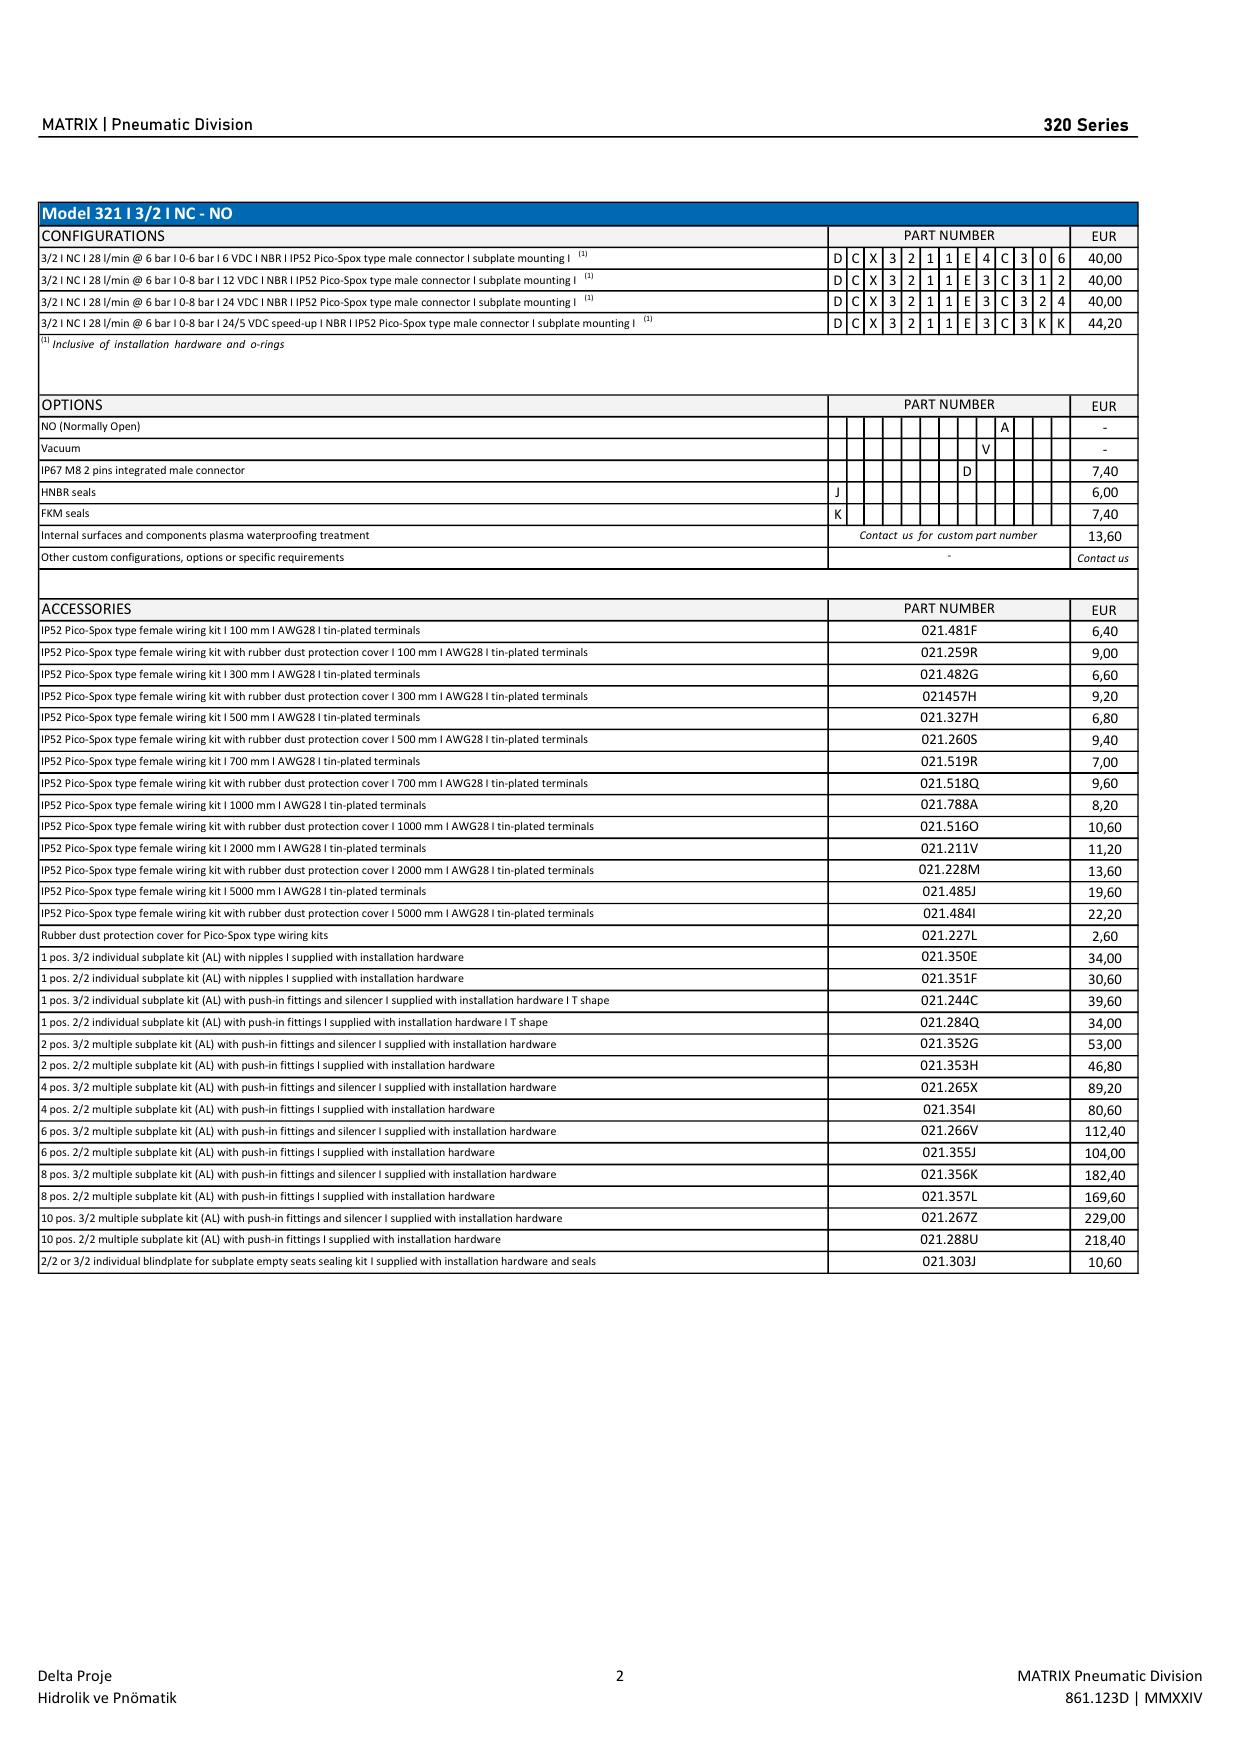 MATRIX | Pneumatic Division 320 Series
Model 321 I 3/2 I NC - NO
CONFIGURATIONS PART NUMBER EUR
3/2 I NC I 28 l/min @ 6 bar I 0-6 bar I 6 VDC I NBR I IP52 Pico-Spox type male connector I subplate mounting I (1) D C X 3 2 1 1 E 4 C 3 0 6 40,00
3/2 I NC I 28 l/min @ 6 bar I 0-8 bar I 12 VDC I NBR I IP52 Pico-Spox type male connector I subplate mounting I (1) D C X 3 2 1 1 E 3 C 3 1 2 40,00
3/2 I NC I 28 l/min @ 6 bar I 0-8 bar I 24 VDC I NBR I IP52 Pico-Spox type male connector I subplate mounting I (1) D C X 3 2 1 1 E 3 C 3 2 4 40,00
3/2 I NC I 28 l/min @ 6 bar I 0-8 bar I 24/5 VDC speed-up I NBR I IP52 Pico-Spox type male connector I subplate mounting I (1) D C X 3 2 1 1 E 3 C 3 K K 44,20
(1) Inclusive of installation hardware and o-rings
OPTIONS PART NUMBER EUR
NO (Normally Open) A -
Vacuum V -
IP67 M8 2 pins integrated male connector D 7,40
HNBR seals J 6,00
FKM seals K 7,40
Internal surfaces and components plasma waterproofing treatment Contact us for custom part number 13,60
Other custom configurations, options or specific requirements - Contact us
ACCESSORIES PART NUMBER EUR
IP52 Pico-Spox type female wiring kit I 100 mm I AWG28 I tin-plated terminals 021.481F 6,40
IP52 Pico-Spox type female wiring kit with rubber dust protection cover I 100 mm I AWG28 I tin-plated terminals 021.259R 9,00
IP52 Pico-Spox type female wiring kit I 300 mm I AWG28 I tin-plated terminals 021.482G 6,60
IP52 Pico-Spox type female wiring kit with rubber dust protection cover I 300 mm I AWG28 I tin-plated terminals 021457H 9,20
IP52 Pico-Spox type female wiring kit I 500 mm I AWG28 I tin-plated terminals 021.327H 6,80
IP52 Pico-Spox type female wiring kit with rubber dust protection cover I 500 mm I AWG28 I tin-plated terminals 021.260S 9,40
IP52 Pico-Spox type female wiring kit I 700 mm I AWG28 I tin-plated terminals 021.519R 7,00
IP52 Pico-Spox type female wiring kit with rubber dust protection cover I 700 mm I AWG28 I tin-plated terminals 021.518Q 9,60
IP52 Pico-Spox type female wiring kit I 1000 mm I AWG28 I tin-plated terminals 021.788A 8,20
IP52 Pico-Spox type female wiring kit with rubber dust protection cover I 1000 mm I AWG28 I tin-plated terminals 021.516O 10,60
IP52 Pico-Spox type female wiring kit I 2000 mm I AWG28 I tin-plated terminals 021.211V 11,20
IP52 Pico-Spox type female wiring kit with rubber dust protection cover I 2000 mm I AWG28 I tin-plated terminals 021.228M 13,60
IP52 Pico-Spox type female wiring kit I 5000 mm I AWG28 I tin-plated terminals 021.485J 19,60
IP52 Pico-Spox type female wiring kit with rubber dust protection cover I 5000 mm I AWG28 I tin-plated terminals 021.484I 22,20
Rubber dust protection cover for Pico-Spox type wiring kits 021.227L 2,60
1 pos. 3/2 individual subplate kit (AL) with nipples I supplied with installation hardware 021.350E 34,00
1 pos. 2/2 individual subplate kit (AL) with nipples I supplied with installation hardware 021.351F 30,60
1 pos. 3/2 individual subplate kit (AL) with push-in fittings and silencer I supplied with installation hardware I T shape 021.244C 39,60
1 pos. 2/2 individual subplate kit (AL) with push-in fittings I supplied with installation hardware I T shape 021.284Q 34,00
2 pos. 3/2 multiple subplate kit (AL) with push-in fittings and silencer I supplied with installation hardware 021.352G 53,00
2 pos. 2/2 multiple subplate kit (AL) with push-in fittings I supplied with installation hardware 021.353H 46,80
4 pos. 3/2 multiple subplate kit (AL) with push-in fittings and silencer I supplied with installation hardware 021.265X 89,20
4 pos. 2/2 multiple subplate kit (AL) with push-in fittings I supplied with installation hardware 021.354I 80,60
6 pos. 3/2 multiple subplate kit (AL) with push-in fittings and silencer I supplied with installation hardware 021.266V 112,40
6 pos. 2/2 multiple subplate kit (AL) with push-in fittings I supplied with installation hardware 021.355J 104,00
8 pos. 3/2 multiple subplate kit (AL) with push-in fittings and silencer I supplied with installation hardware 021.356K 182,40
8 pos. 2/2 multiple subplate kit (AL) with push-in fittings I supplied with installation hardware 021.357L 169,60
10 pos. 3/2 multiple subplate kit (AL) with push-in fittings and silencer I supplied with installation hardware 021.267Z 229,00
10 pos. 2/2 multiple subplate kit (AL) with push-in fittings I supplied with installation hardware 021.288U 218,40
2/2 or 3/2 individual blindplate for subplate empty seats sealing kit I supplied with installation hardware and seals 021.303J 10,60
Delta Proje 2 MATRIX Pneumatic Division
Hidrolik ve Pnömatik 861.123D | MMXXIV